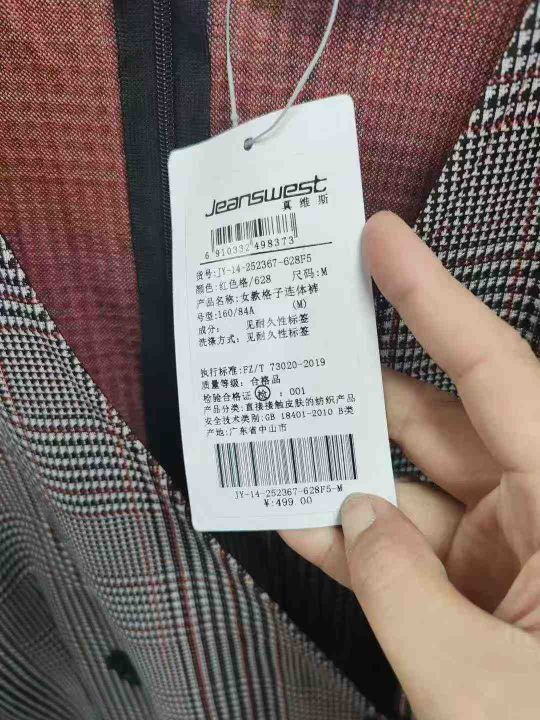 Jeanswest
真维斯
6 910332 498373
货号:JY-14-252367-628F5
颜色:红色格/628 尺码:M
产品名称:女款格子连体裤
号型:160/84A (M)
成分: 见耐久性标签
洗涤方式:见耐久性标签
执行标准:FZ/T 73020-2019
质量等级:合格品
检验合格证 检 :001
产品分类:直接接触皮肤的纺织产品
安全技术类别:GB 18401-2010 B类
产地:广东省中山市
JY-14-252367-628F5-M
¥:499.00